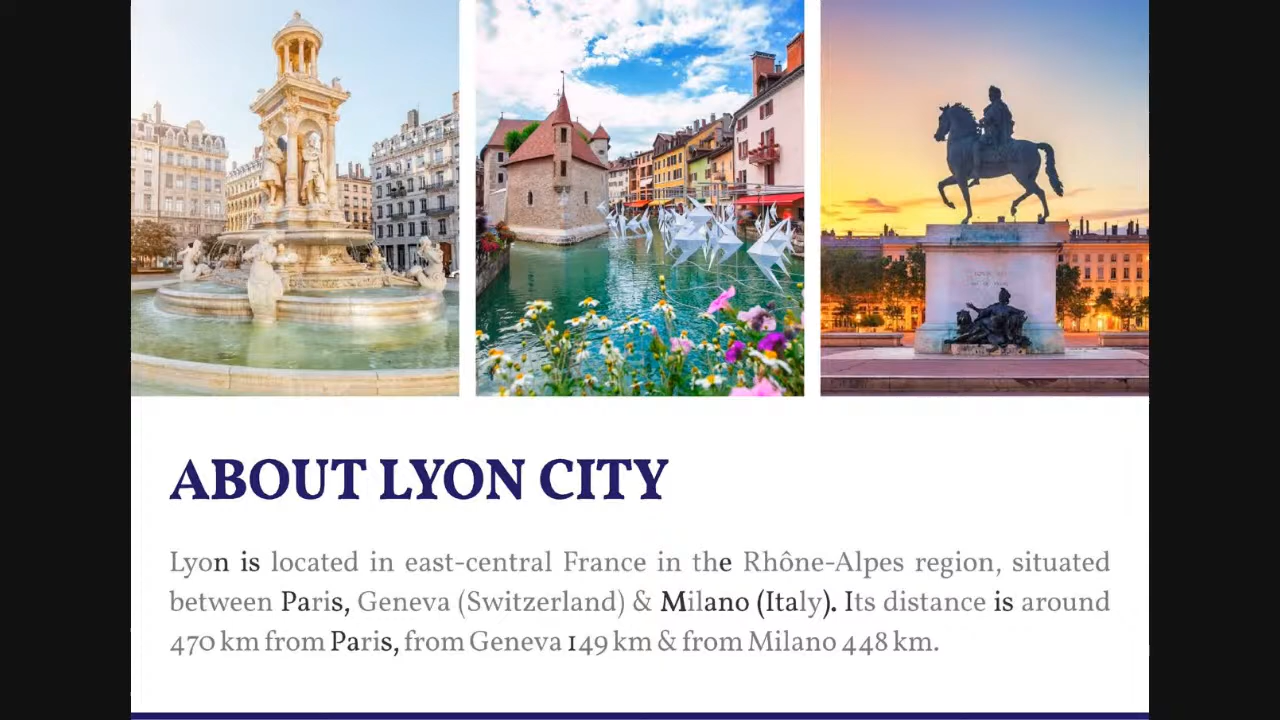 ABOUT LYON CITY
Lyon is located in east-central France in the Rhône-Alpes region, situated
between Paris, Geneva (Switzerland) & Milano (Italy). Its distance is around
470 km from Paris, from Geneva 149 km & from Milano 448 km.